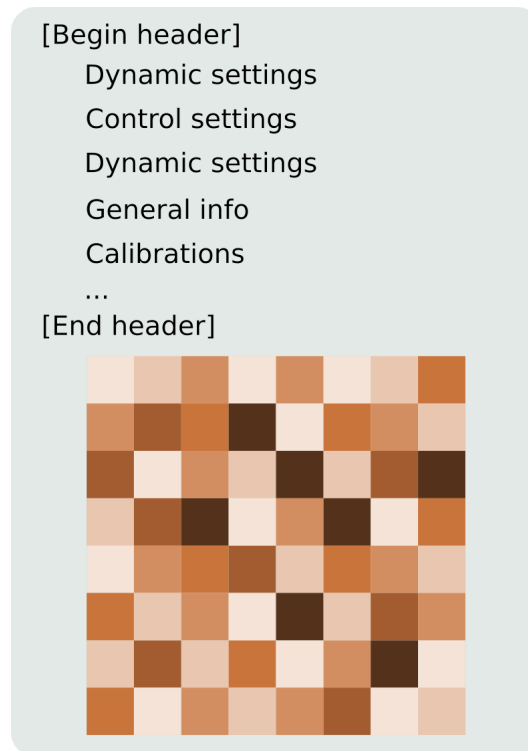 [Begin header]
Dynamic settings
Control settings
Dynamic settings
General info
Calibrations
...
[End header]